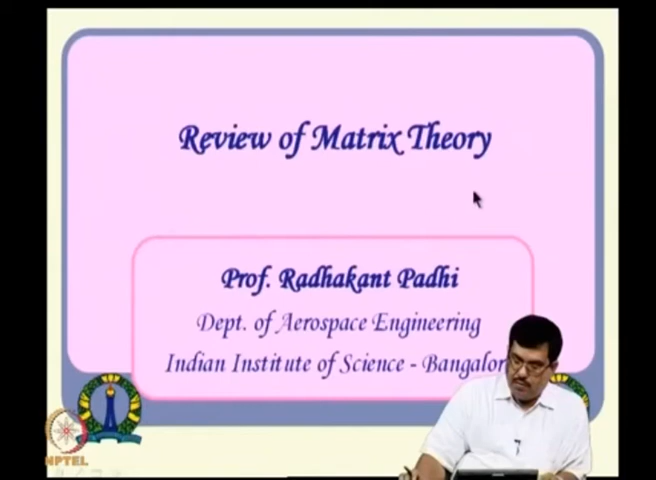 Review of Matrix Theory
Prof. Radhakant Padhi
Dept. of Aerospace Engineering
Indian Institute of Science - Bangalor
NPTEL